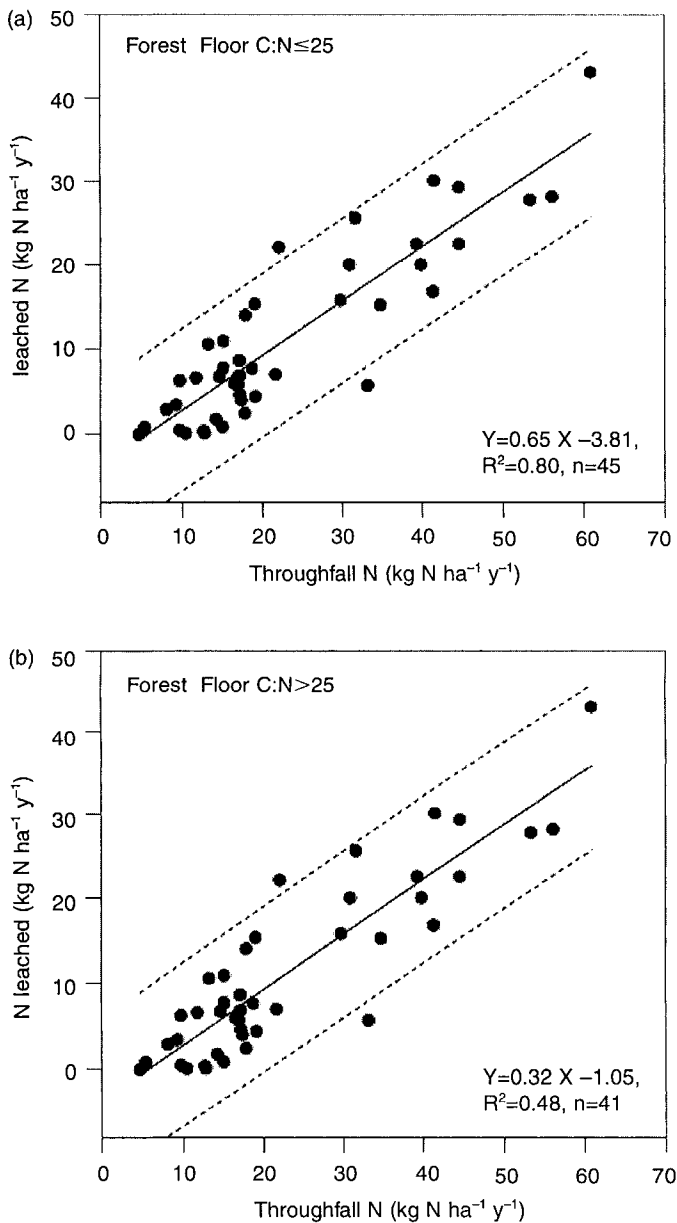 (a)
50
Forest Floor C:N≤25
40
30
20
10
0
leached N (kg N ha⁻¹ y⁻¹)
Y=0.65 X −3.81,
R²=0.80, n=45
0 10 20 30 40 50 60 70
Throughfall N (kg N ha⁻¹ y⁻¹)
(b)
50
Forest Floor C:N>25
40
30
20
10
0
N leached (kg N ha⁻¹ y⁻¹)
Y=0.32 X −1.05,
R²=0.48, n=41
0 10 20 30 40 50 60 70
Throughfall N (kg N ha⁻¹ y⁻¹)